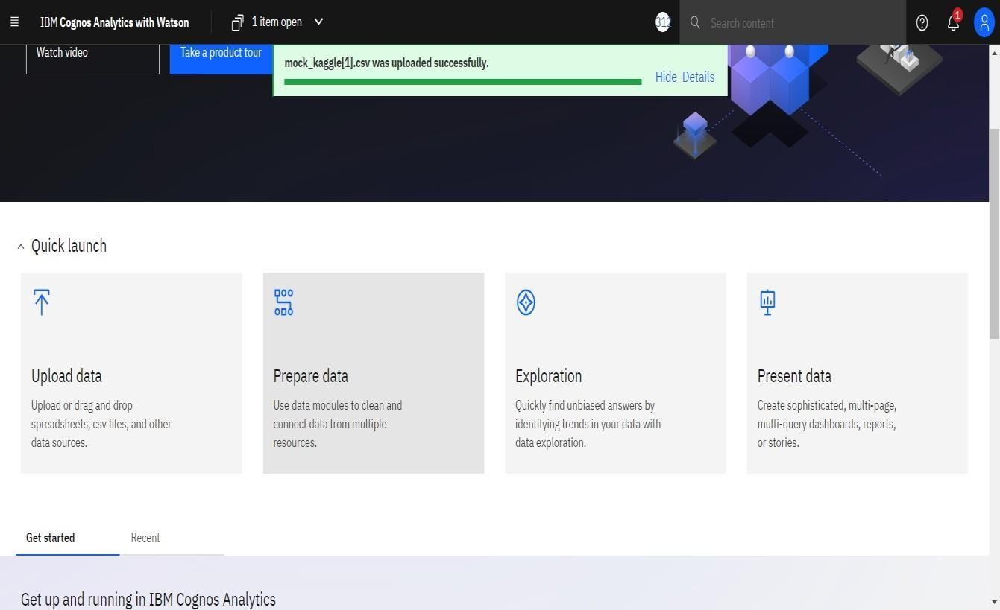 IBM Cognos Analytics with Watson
1 item open
312
Search content
1
Watch video
Take a product tour
mock_kaggle[1].csv was uploaded successfully.
Hide Details
Quick launch
Upload data
Upload or drag and drop
spreadsheets, csv files, and other
data sources.
Prepare data
Use data modules to clean and
connect data from multiple
resources.
Exploration
Quickly find unbiased answers by
identifying trends in your data with
data exploration.
Present data
Create sophisticated, multi-page,
multi-query dashboards, reports,
or stories.
Get started
Recent
Get up and running in IBM Cognos Analytics